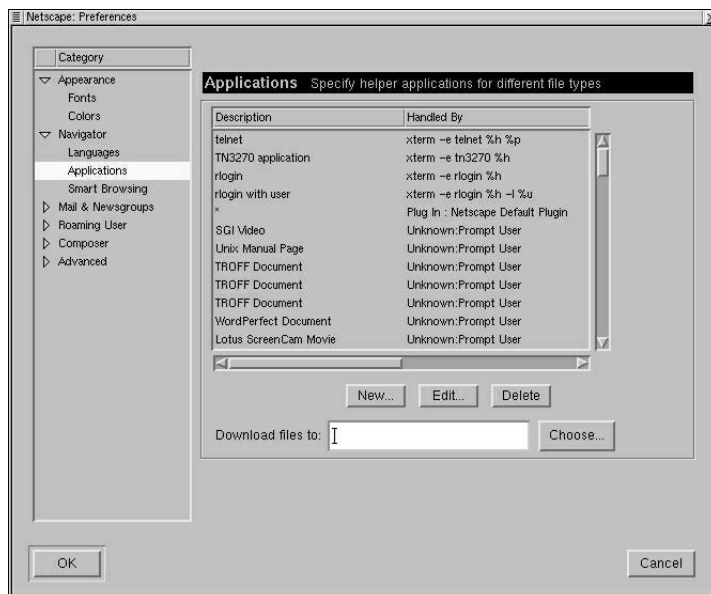 Netscape: Preferences
Category
Appearance
Fonts
Colors
Navigator
Languages
Applications
Smart Browsing
Mail & Newsgroups
Roaming User
Composer
Advanced
Applications Specify helper applications for different file types
Description Handled By
telnet xterm -e telnet %h %p
TN3270 application xterm -e tn3270 %h
rlogin xterm -e rlogin %h
rlogin with user xterm -e rlogin %h -l %u
* Plug In : Netscape Default Plugin
SGI Video Unknown:Prompt User
Unix Manual Page Unknown:Prompt User
TROFF Document Unknown:Prompt User
TROFF Document Unknown:Prompt User
TROFF Document Unknown:Prompt User
WordPerfect Document Unknown:Prompt User
Lotus ScreenCam Movie Unknown:Prompt User
New... Edit... Delete
Download files to: Choose...
OK Cancel